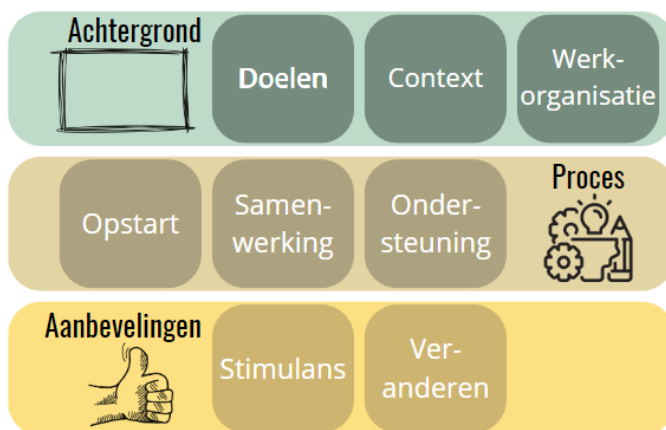 Achtergrond
Doelen
Context
Werk-
organisatie
Opstart
Samen-
werking
Onder-
steuning
Proces
Aanbevelingen
Stimulans
Ver-
anderen